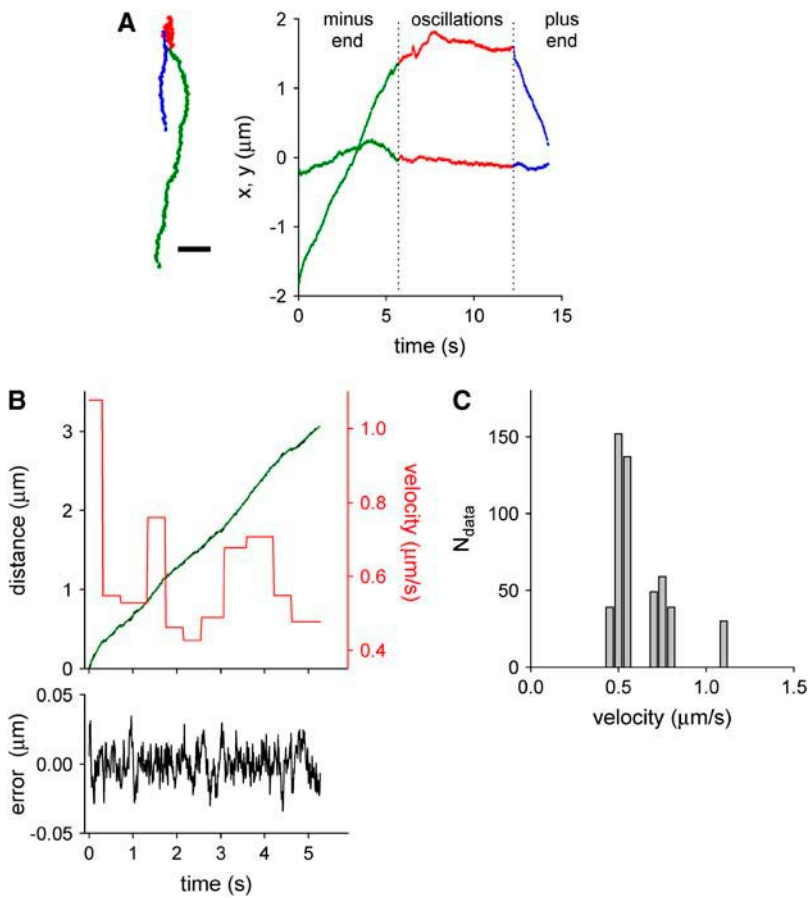 A
minus end
oscillations
plus end
2
1
0
-1
-2
x, y (μm)
0
5
10
15
time (s)
B
3
2
1
0
distance (μm)
1.0
0.8
0.6
0.4
velocity (μm/s)
0.05
0.00
-0.05
error (μm)
0
1
2
3
4
5
time (s)
C
150
100
50
0
N_data
0.0
0.5
1.0
1.5
velocity (μm/s)